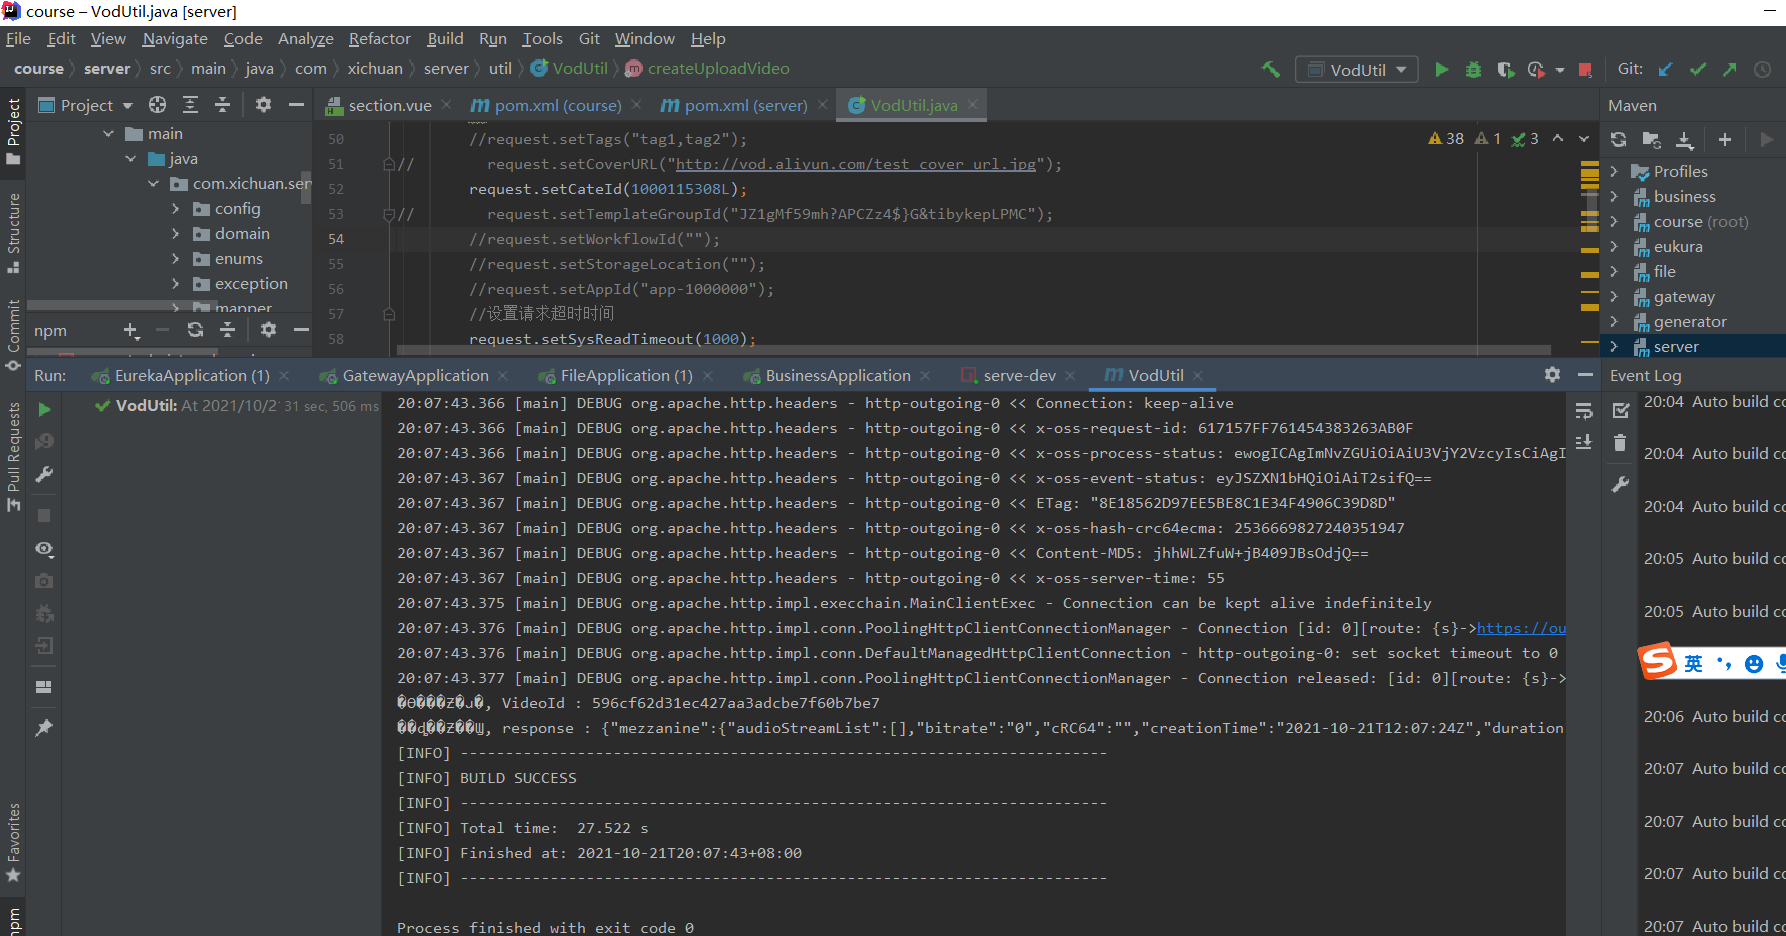 course – VodUtil.java [server]
File Edit View Navigate Code Analyze Refactor Build Run Tools Git Window Help
course server src main java com xichuan server util VodUtil createUploadVideo
VodUtil
Git:
Project
section.vue
pom.xml (course)
pom.xml (server)
VodUtil.java
Maven
Project
Structure
Commit
Pull Requests
Favorites
npm
main
java
com.xichuan.ser
config
domain
enums
exception
mapper
npm
38 1 3
50 //request.setTags("tag1,tag2");
51 // request.setCoverURL("http://vod.aliyun.com/test_cover_url.jpg");
52 request.setCateId(1000115308L);
53 // request.setTemplateGroupId("JZ1gMf59mh?APCZz4$}G&tibykepLPMC");
54 //request.setWorkflowId("");
55 //request.setStorageLocation("");
56 //request.setAppId("app-1000000");
57 //设置请求超时时间
58 request.setSysReadTimeout(1000);
Profiles
business
course (root)
eukura
file
gateway
generator
server
Run:
EurekaApplication (1)
GatewayApplication
FileApplication (1)
BusinessApplication
serve-dev
VodUtil
VodUtil: At 2021/10/2 31 sec, 506 ms
20:07:43.366 [main] DEBUG org.apache.http.headers - http-outgoing-0 << Connection: keep-alive
20:07:43.366 [main] DEBUG org.apache.http.headers - http-outgoing-0 << x-oss-request-id: 617157FF761454383263AB0F
20:07:43.366 [main] DEBUG org.apache.http.headers - http-outgoing-0 << x-oss-process-status: ewogICAgImNvZGUiOiAiU3VjY2VzcyIsCiAgI
20:07:43.367 [main] DEBUG org.apache.http.headers - http-outgoing-0 << x-oss-event-status: eyJSZXN1bHQiOiAiT2sifQ==
20:07:43.367 [main] DEBUG org.apache.http.headers - http-outgoing-0 << ETag: "8E18562D97EE5BE8C1E34F4906C39D8D"
20:07:43.367 [main] DEBUG org.apache.http.headers - http-outgoing-0 << x-oss-hash-crc64ecma: 2536669827240351947
20:07:43.367 [main] DEBUG org.apache.http.headers - http-outgoing-0 << Content-MD5: jhhWLZfuW+jB409JBsOdjQ==
20:07:43.367 [main] DEBUG org.apache.http.headers - http-outgoing-0 << x-oss-server-time: 55
20:07:43.375 [main] DEBUG org.apache.http.impl.execchain.MainClientExec - Connection can be kept alive indefinitely
20:07:43.376 [main] DEBUG org.apache.http.impl.conn.PoolingHttpClientConnectionManager - Connection [id: 0][route: {s}->https://ou
20:07:43.376 [main] DEBUG org.apache.http.impl.conn.DefaultManagedHttpClientConnection - http-outgoing-0: set socket timeout to 0
20:07:43.377 [main] DEBUG org.apache.http.impl.conn.PoolingHttpClientConnectionManager - Connection released: [id: 0][route: {s}->
, VideoId : 596cf62d31ec427aa3adcbe7f60b7be7
, response : {"mezzanine":{"audioStreamList":[],"bitrate":"0","cRC64":"","creationTime":"2021-10-21T12:07:24Z","duration
[INFO] ------------------------------------------------------------------------
[INFO] BUILD SUCCESS
[INFO] ------------------------------------------------------------------------
[INFO] Total time:  27.522 s
[INFO] Finished at: 2021-10-21T20:07:43+08:00
[INFO] ------------------------------------------------------------------------
Process finished with exit code 0
Event Log
20:04 Auto build co
20:04 Auto build co
20:04 Auto build co
20:05 Auto build co
20:05 Auto build co
英
20:06 Auto build co
20:07 Auto build co
20:07 Auto build co
20:07 Auto build co
20:07 Auto build co